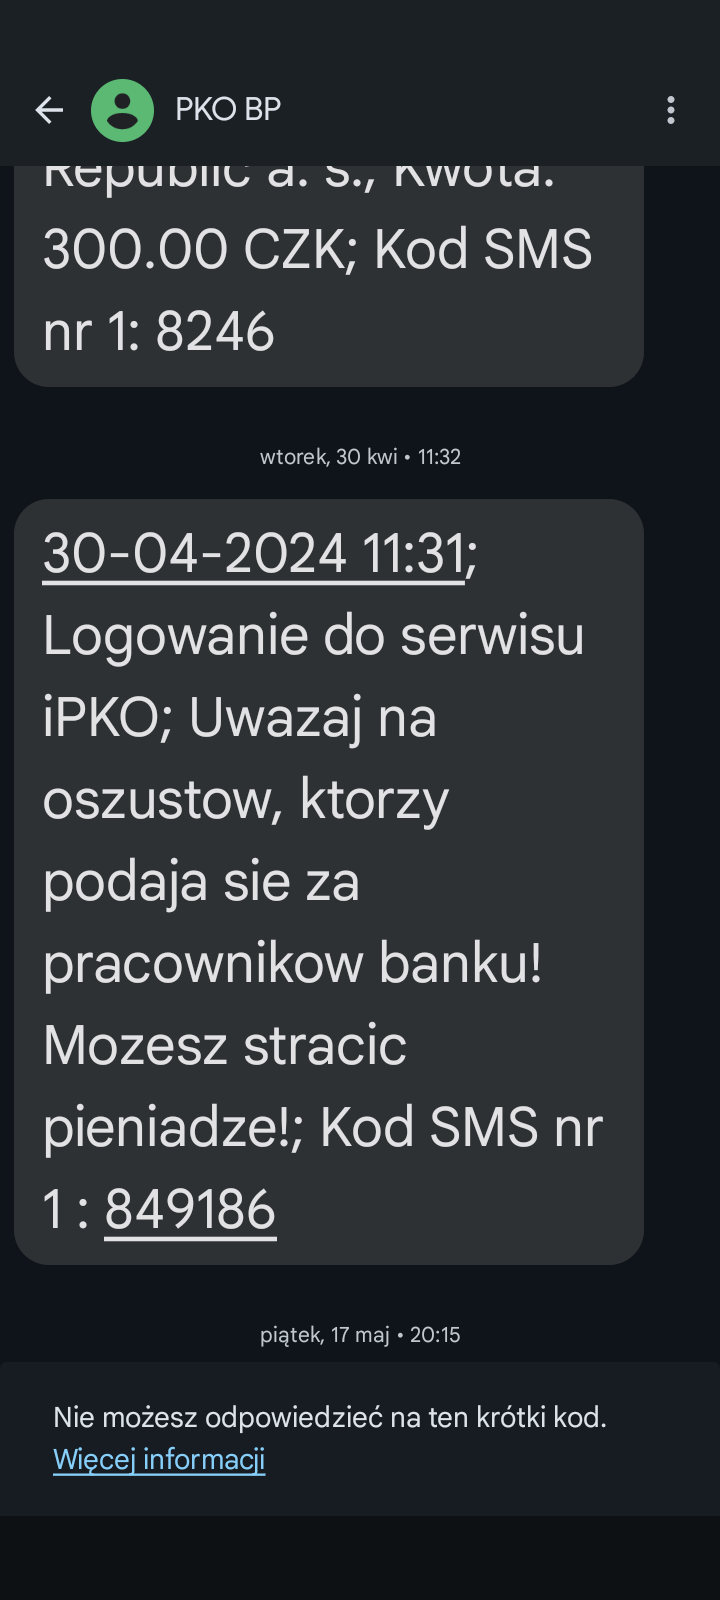 PKO BP
Republic a. s., Kwota:
300.00 CZK; Kod SMS
nr 1: 8246
wtorek, 30 kwi • 11:32
30-04-2024 11:31;
Logowanie do serwisu
iPKO; Uwazaj na
oszustow, ktorzy
podaja sie za
pracownikow banku!
Mozesz stracic
pieniadze!; Kod SMS nr
1 : 849186
piątek, 17 maj • 20:15
Nie możesz odpowiedzieć na ten krótki kod.
Więcej informacji